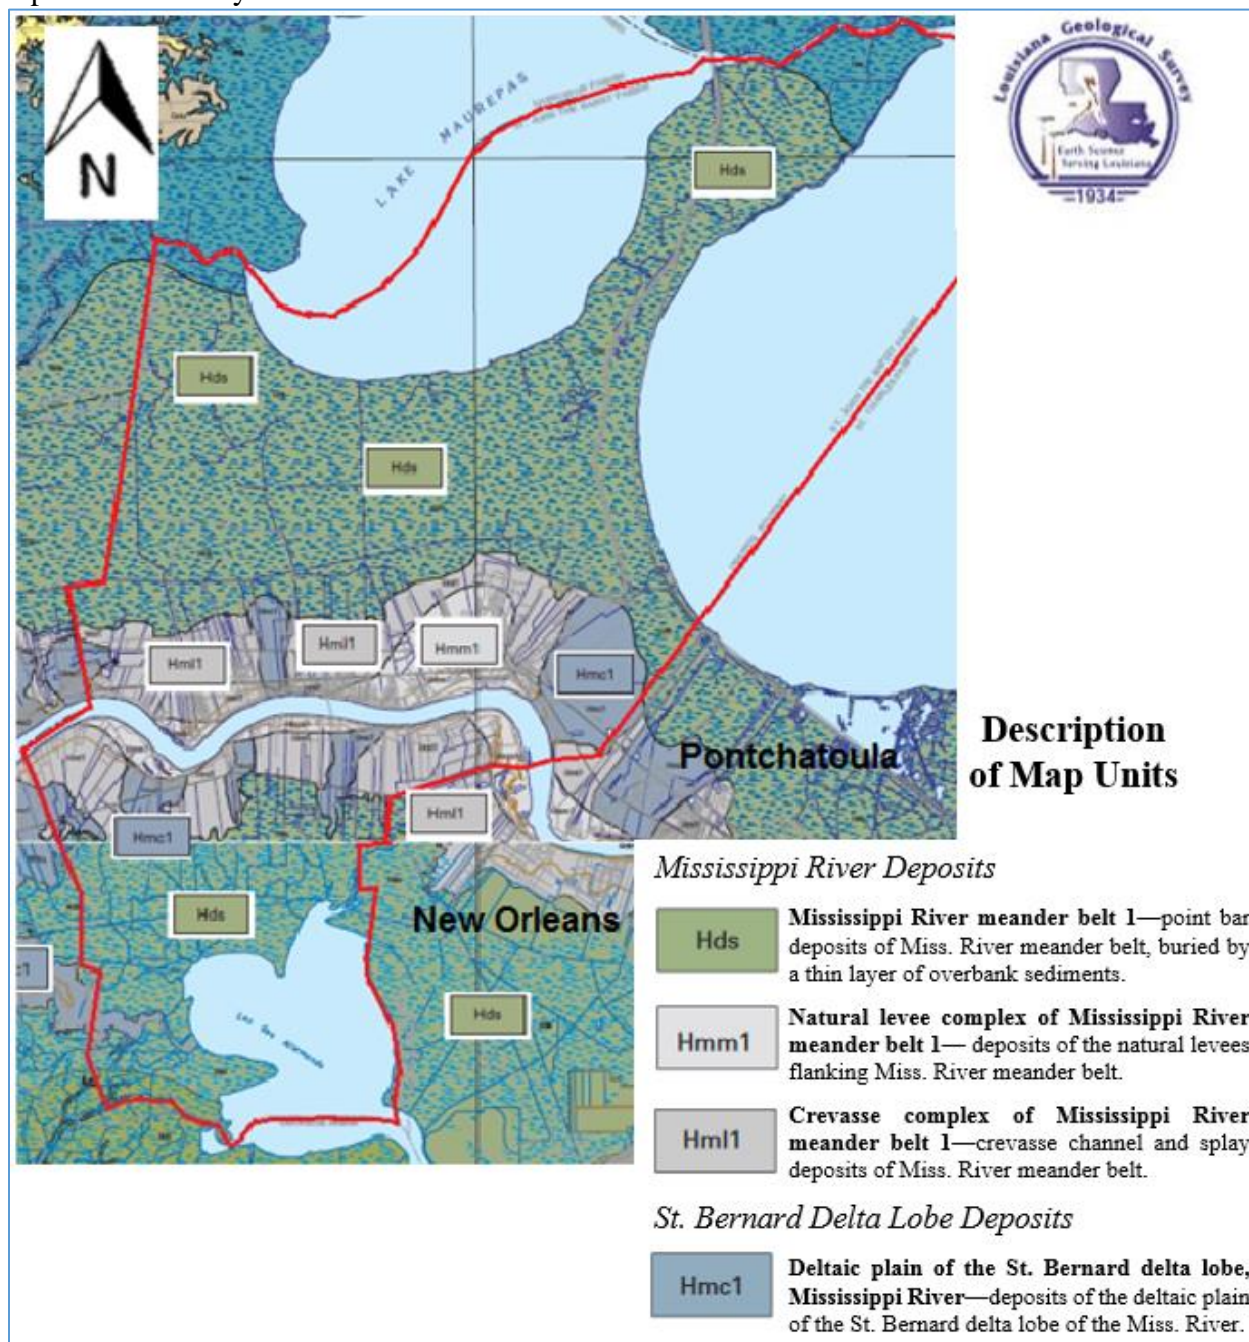 Louisiana Geological Survey
Earth Science
Serving Louisiana
1934
N
LAKE MAUREPAS
Hds
Hds
Hds
Hml1
Hml1
Hmm1
Hmc1
Pontchatoula
Hml1
Hmc1
Hds
New Orleans
c1
Hds
Description
of Map Units
Mississippi River Deposits
Hds
Mississippi River meander belt 1—point bar
deposits of Miss. River meander belt, buried by
a thin layer of overbank sediments.
Hmm1
Natural levee complex of Mississippi River
meander belt 1— deposits of the natural levees
flanking Miss. River meander belt.
Hml1
Crevasse complex of Mississippi River
meander belt 1—crevasse channel and splay
deposits of Miss. River meander belt.
St. Bernard Delta Lobe Deposits
Hmc1
Deltaic plain of the St. Bernard delta lobe,
Mississippi River—deposits of the deltaic plain
of the St. Bernard delta lobe of the Miss. River.